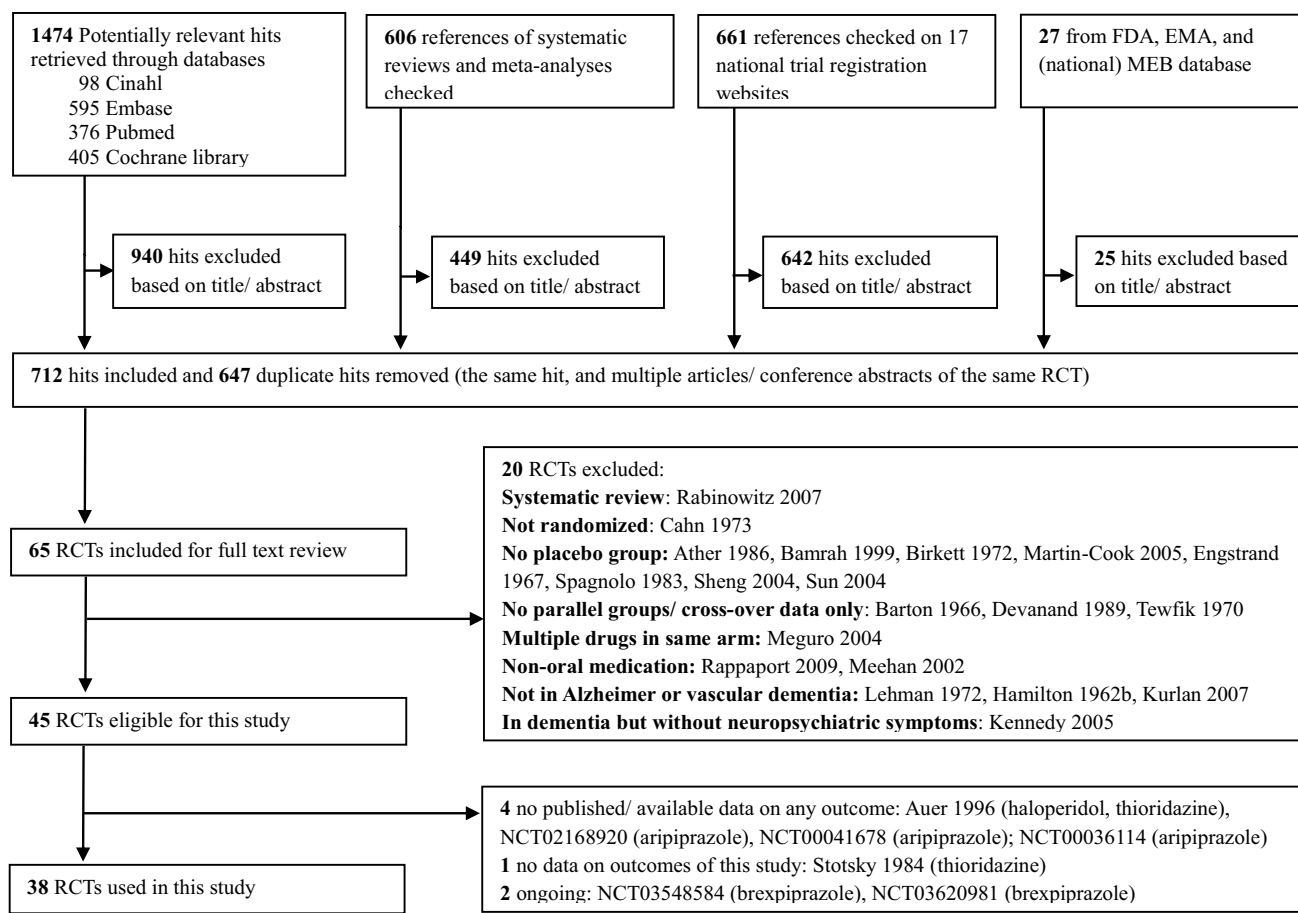 1474 Potentially relevant hits
retrieved through databases
98 Cinahl
595 Embase
376 Pubmed
405 Cochrane library
606 references of systematic
reviews and meta-analyses
checked
661 references checked on 17
national trial registration
websites
27 from FDA, EMA, and
(national) MEB database
940 hits excluded
based on title/ abstract
449 hits excluded
based on title/ abstract
642 hits excluded
based on title/ abstract
25 hits excluded based
on title/ abstract
712 hits included and 647 duplicate hits removed (the same hit, and multiple articles/ conference abstracts of the same RCT)
20 RCTs excluded:
Systematic review: Rabinowitz 2007
Not randomized: Cahn 1973
No placebo group: Ather 1986, Bamrah 1999, Birkett 1972, Martin-Cook 2005, Engstrand
1967, Spagnolo 1983, Sheng 2004, Sun 2004
No parallel groups/ cross-over data only: Barton 1966, Devanand 1989, Tewfik 1970
Multiple drugs in same arm: Meguro 2004
Non-oral medication: Rappaport 2009, Meehan 2002
Not in Alzheimer or vascular dementia: Lehman 1972, Hamilton 1962b, Kurlan 2007
In dementia but without neuropsychiatric symptoms: Kennedy 2005
65 RCTs included for full text review
45 RCTs eligible for this study
4 no published/ available data on any outcome: Auer 1996 (haloperidol, thioridazine),
NCT02168920 (aripiprazole), NCT00041678 (aripiprazole); NCT00036114 (aripiprazole)
1 no data on outcomes of this study: Stotsky 1984 (thioridazine)
2 ongoing: NCT03548584 (brexpiprazole), NCT03620981 (brexpiprazole)
38 RCTs used in this study